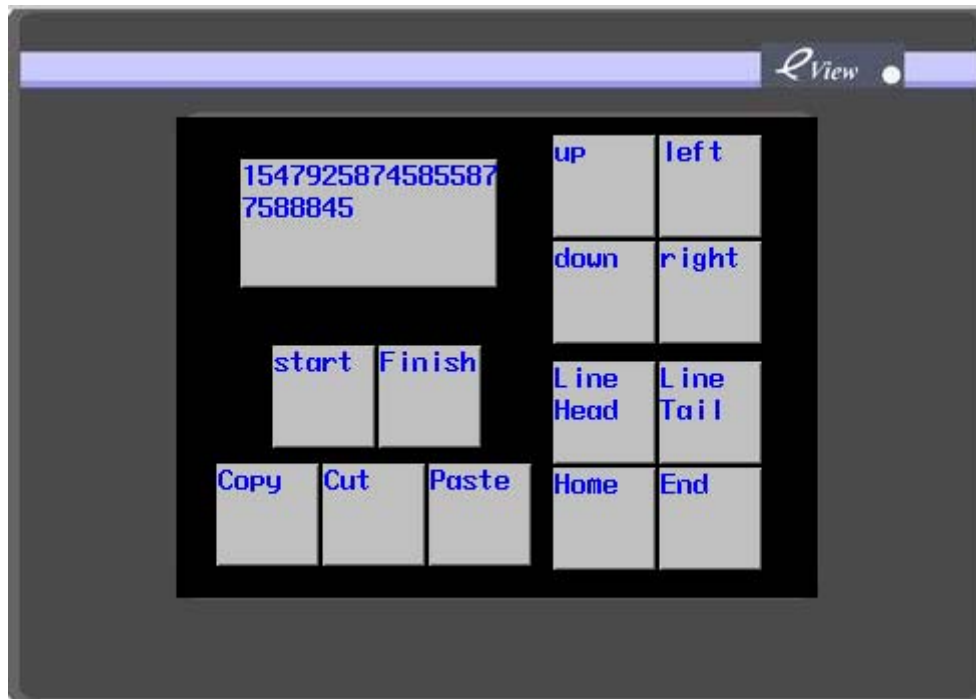 eView
1547925874585587
7588845
up
left
down
right
start
Finish
Line
Head
Line
Tail
Copy
Cut
Paste
Home
End